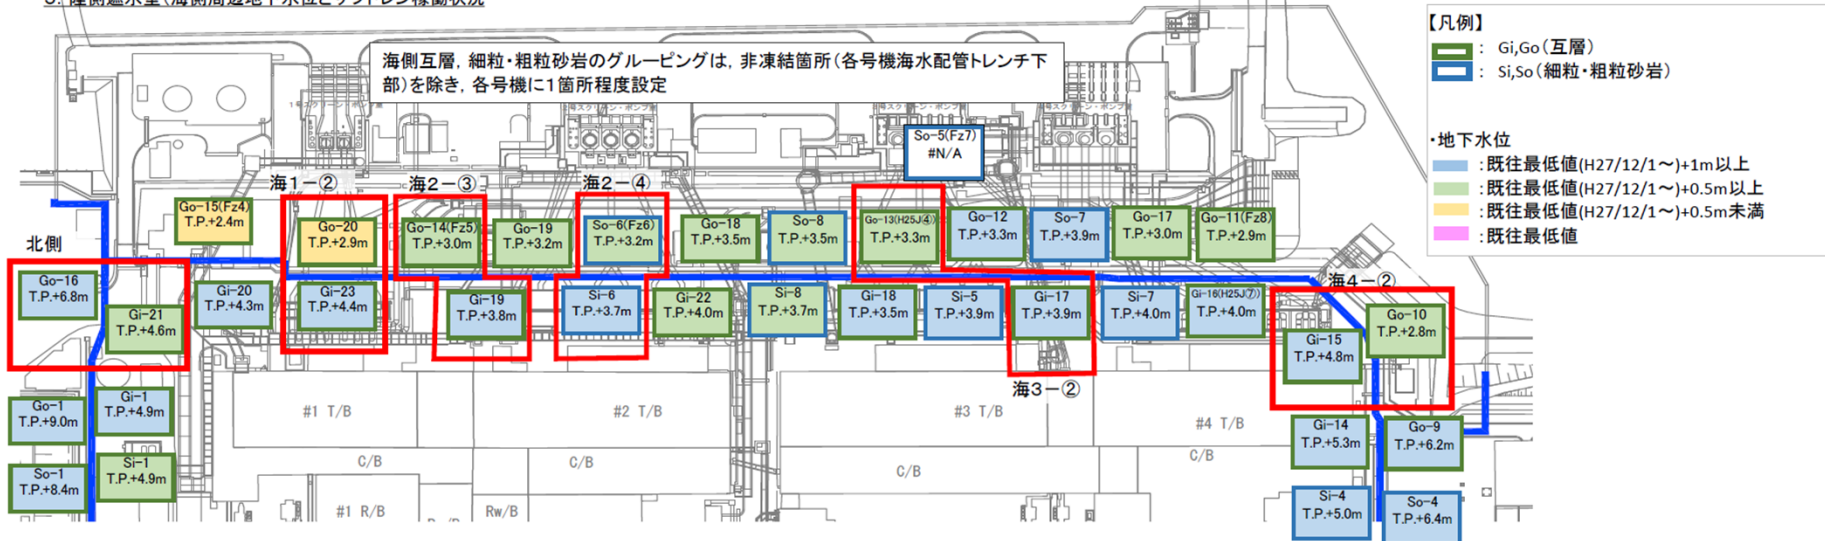 3. 陸側遮水壁(海側周辺地下水位とサブドレン稼働状況
【凡例】
: Gi,Go(互層)
: Si,So(細粒・粗粒砂岩)
海側互層，細粒・粗粒砂岩のグルーピングは，非凍結箇所(各号機海水配管トレンチ下
部)を除き，各号機に1箇所程度設定
・地下水位
:既往最低値(H27/12/1～)+1m以上
:既往最低値(H27/12/1～)+0.5m以上
:既往最低値(H27/12/1～)+0.5m未満
:既往最低値
So-5(Fz7)
#N/A
海1-②
海2-③
海2-④
Go-15(Fz4)
T.P.+2.4m
Go-20
T.P.+2.9m
Go-14(Fz5)
T.P.+3.0m
Go-19
T.P.+3.2m
So-6(Fz6)
T.P.+3.2m
Go-18
T.P.+3.5m
So-8
T.P.+3.5m
Go-13(H25J④)
T.P.+3.3m
Go-12
T.P.+3.3m
So-7
T.P.+3.9m
Go-17
T.P.+3.0m
Go-11(Fz8)
T.P.+2.9m
北側
Go-16
T.P.+6.8m
Gi-21
T.P.+4.6m
Gi-20
T.P.+4.3m
Gi-23
T.P.+4.4m
Gi-19
T.P.+3.8m
Si-6
T.P.+3.7m
Gi-22
T.P.+4.0m
Si-8
T.P.+3.7m
Gi-18
T.P.+3.5m
Si-5
T.P.+3.9m
Gi-17
T.P.+3.9m
Si-7
T.P.+4.0m
Gi-16(H25J⑦)
T.P.+4.0m
海4-②
Gi-15
T.P.+4.8m
Go-10
T.P.+2.8m
海3-②
Go-1
T.P.+9.0m
Gi-1
T.P.+4.9m
#1 T/B
#2 T/B
#3 T/B
#4 T/B
Gi-14
T.P.+5.3m
Go-9
T.P.+6.2m
So-1
T.P.+8.4m
Si-1
T.P.+4.9m
C/B
C/B
C/B
C/B
#1 R/B
Rw/B
Si-4
T.P.+5.0m
So-4
T.P.+6.4m